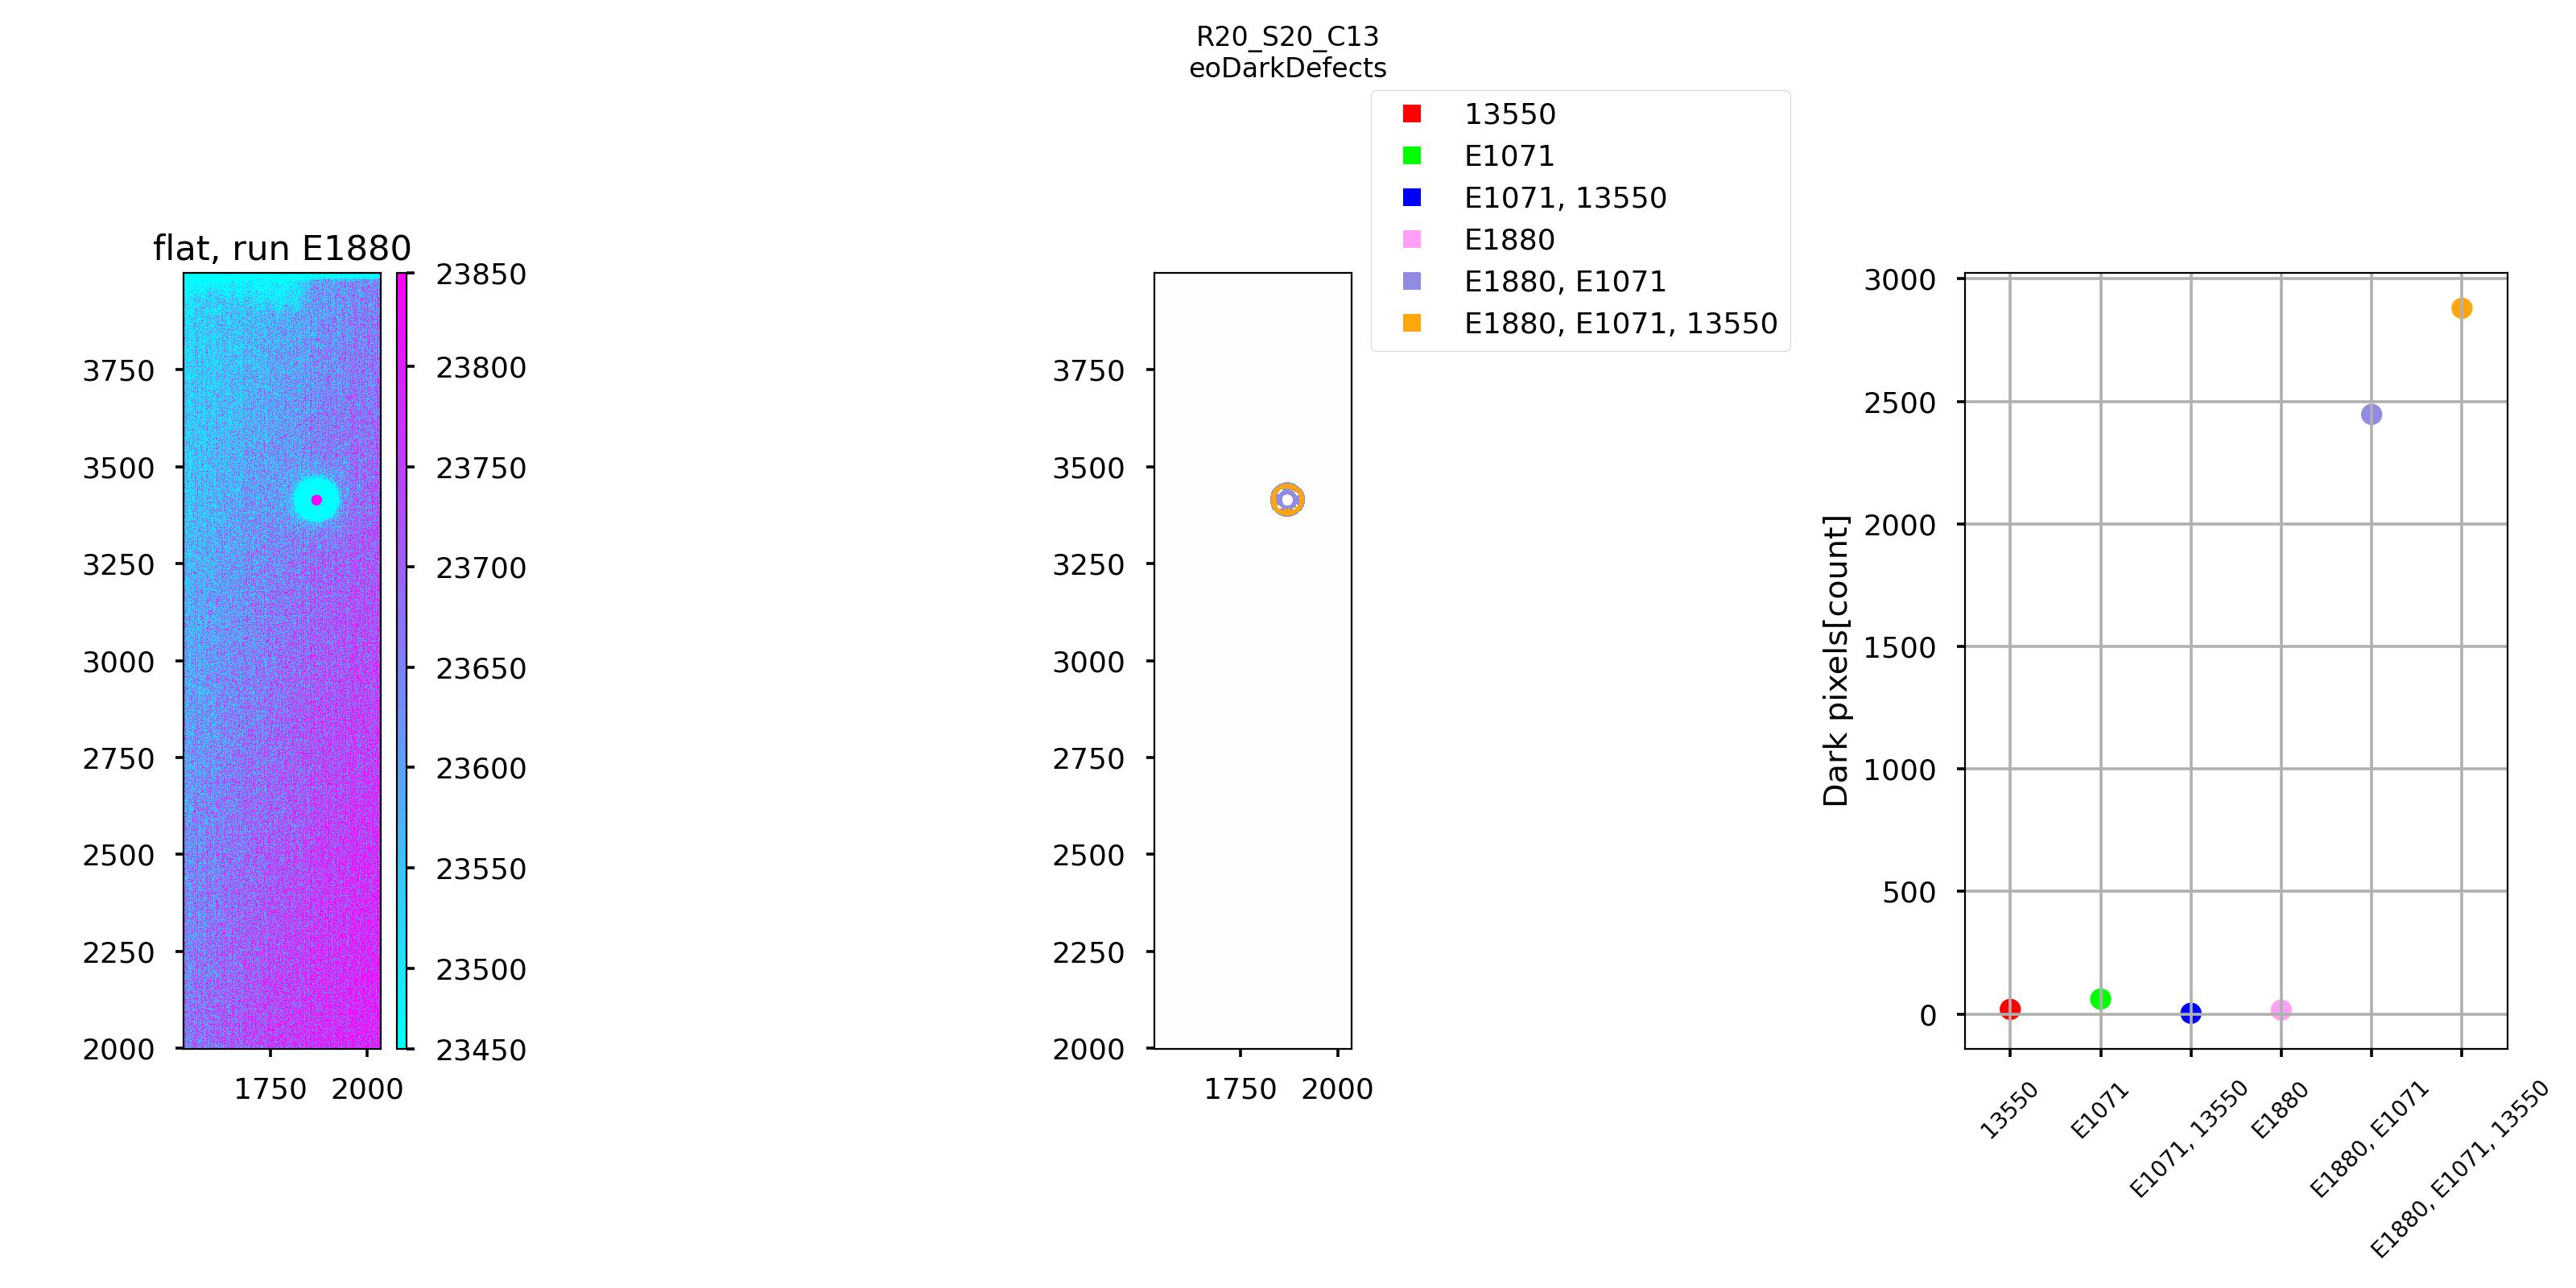 R20_S20_C13
eoDarkDefects
13550
E1071
E1071, 13550
E1880
E1880, E1071
E1880, E1071, 13550
flat, run E1880
3750
3500
3250
3000
2750
2500
2250
2000
1750 2000
23850
23800
23750
23700
23650
23600
23550
23500
23450
3750
3500
3250
3000
2750
2500
2250
2000
1750 2000
Dark pixels[count]
3000
2500
2000
1500
1000
500
0
13550
E1071
E1071, 13550
E1880
E1880, E1071
E1880, E1071, 13550